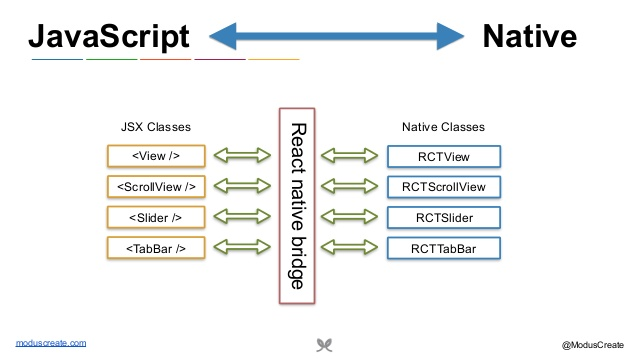 JavaScript
Native
JSX Classes
Native Classes
<View />
RCTView
<ScrollView />
RCTScrollView
<Slider />
RCTSlider
<TabBar />
RCTTabBar
React native bridge
moduscreate.com
@ModusCreate